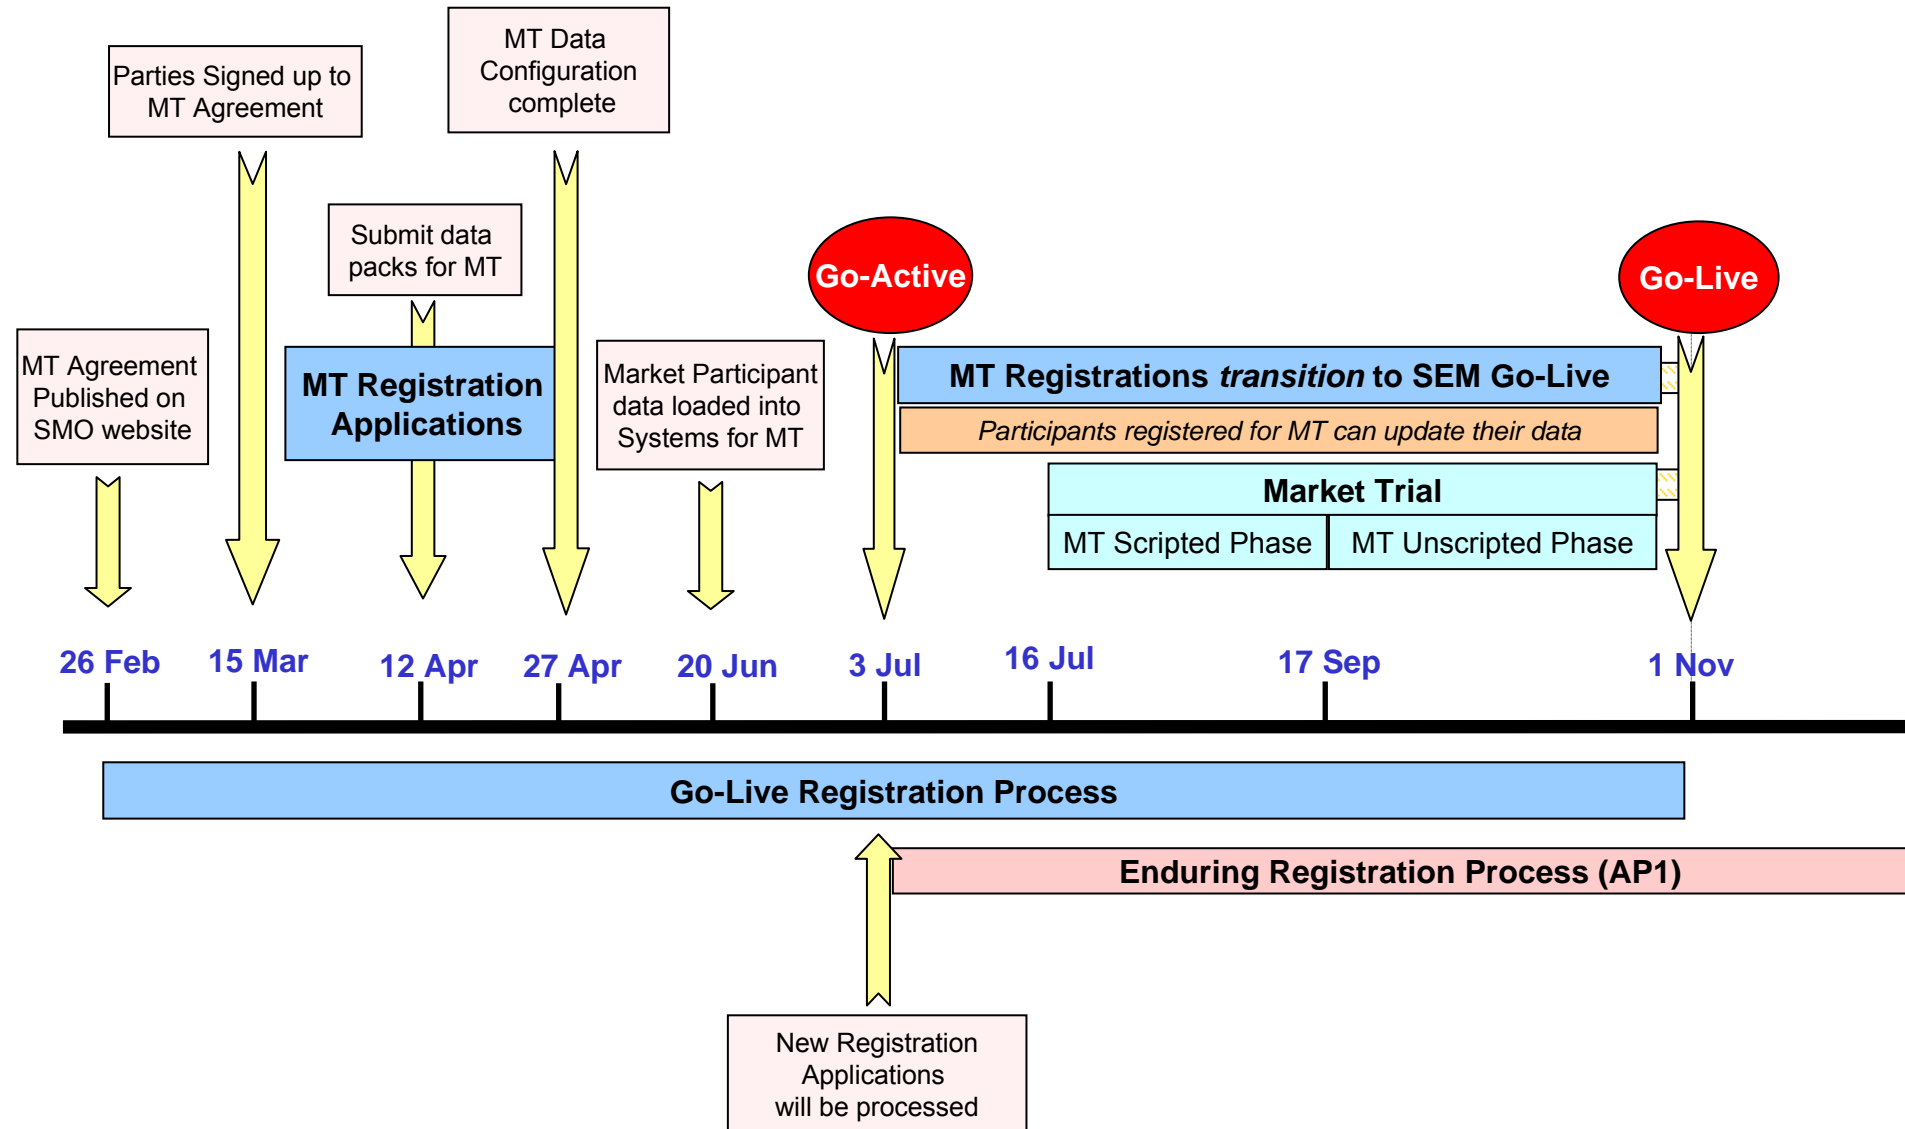 MT Data
Configuration
complete
Parties Signed up to
MT Agreement
Submit data
packs for MT
Go-Active
Go-Live
MT Agreement
Published on
SMO website
MT Registration
Applications
Market Participant
data loaded into
Systems for MT
MT Registrations transition to SEM Go-Live
Participants registered for MT can update their data
Market Trial
MT Scripted Phase
MT Unscripted Phase
26 Feb
15 Mar
12 Apr
27 Apr
20 Jun
3 Jul
16 Jul
17 Sep
1 Nov
Go-Live Registration Process
Enduring Registration Process (AP1)
New Registration
Applications
will be processed